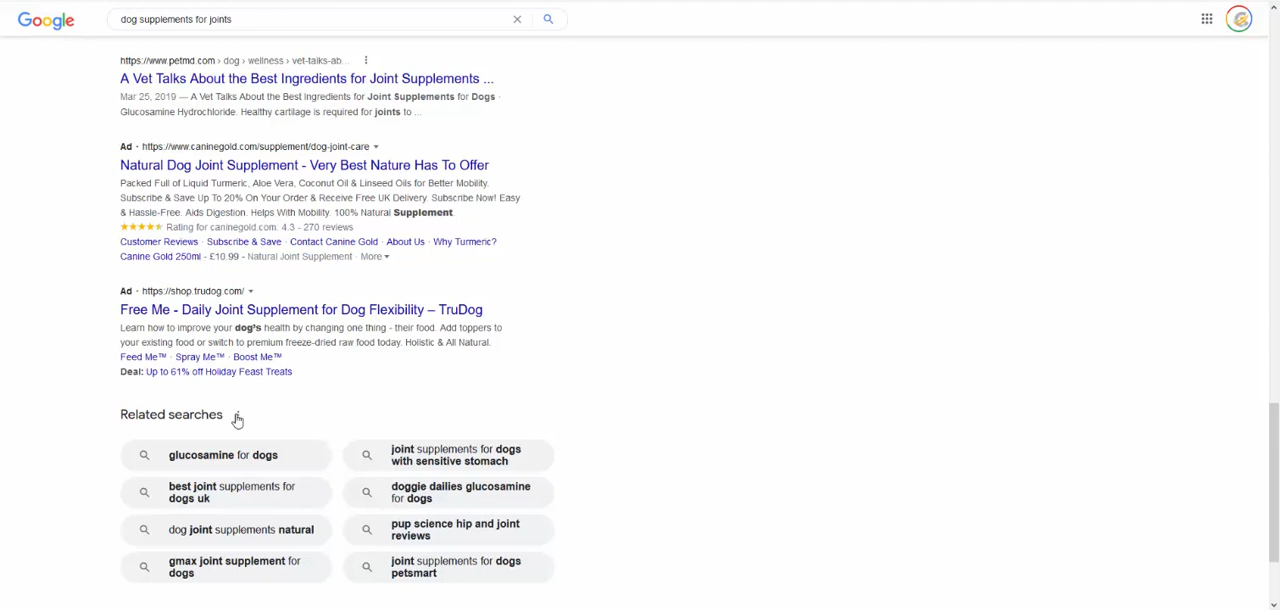 Google
dog supplements for joints
https://www.petmd.com › dog › wellness › vet-talks-ab...
A Vet Talks About the Best Ingredients for Joint Supplements ...
Mar 25, 2019 — A Vet Talks About the Best Ingredients for Joint Supplements for Dogs ·
Glucosamine Hydrochloride. Healthy cartilage is required for joints to ...
Ad · https://www.caninegold.com/supplement/dog-joint-care
Natural Dog Joint Supplement - Very Best Nature Has To Offer
Packed Full of Liquid Turmeric, Aloe Vera, Coconut Oil & Linseed Oils for Better Mobility.
Subscribe & Save Up To 20% On Your Order & Receive Free UK Delivery. Subscribe Now! Easy
& Hassle-Free. Aids Digestion. Helps With Mobility. 100% Natural Supplement.
Rating for caninegold.com: 4.3 - 270 reviews
Customer Reviews · Subscribe & Save · Contact Canine Gold · About Us · Why Turmeric?
Canine Gold 250ml - £10.99 - Natural Joint Supplement · More
Ad · https://shop.trudog.com/
Free Me - Daily Joint Supplement for Dog Flexibility – TruDog
Learn how to improve your dog's health by changing one thing - their food. Add toppers to
your existing food or switch to premium freeze-dried raw food today. Holistic & All Natural.
Feed Me™ · Spray Me™ · Boost Me™
Deal: Up to 61% off Holiday Feast Treats
Related searches
glucosamine for dogs
joint supplements for dogs
with sensitive stomach
best joint supplements for
dogs uk
doggie dailies glucosamine
for dogs
dog joint supplements natural
pup science hip and joint
reviews
gmax joint supplement for
dogs
joint supplements for dogs
petsmart